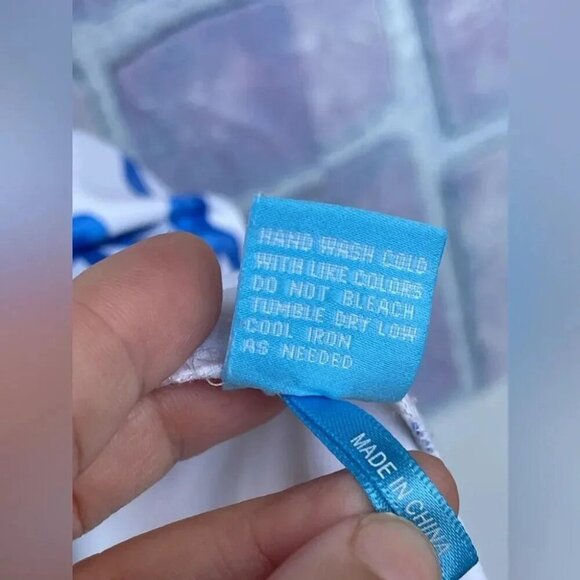 HAND WASH COLD
WITH LIKE COLORS
DO NOT BLEACH
TUMBLE DRY LOW
COOL IRON
AS NEEDED
MADE IN CHINA